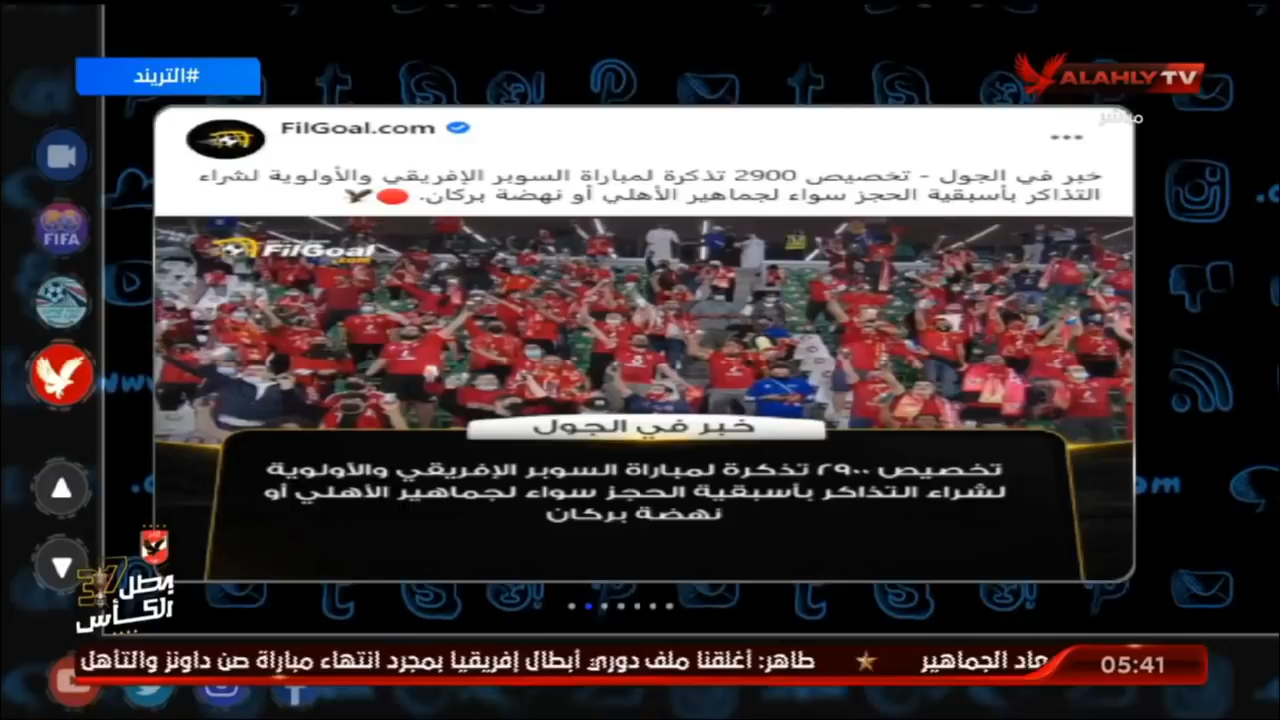 #التريند
ALAHLY TV
مباشر
FilGoal.com
خبر في الجول - تخصيص 2900 تذكرة لمباراة السوبر الإفريقي والأولوية لشراء
التذاكر بأسبقية الحجز سواء لجماهير الأهلي أو نهضة بركان.
FIFA
FilGoal
.com
خبر في الجول
تخصيص ٢٩٠٠ تذكرة لمباراة السوبر الإفريقي والأولوية
لشراء التذاكر بأسبقية الحجز سواء لجماهير الأهلي أو
نهضة بركان
بطل 37
الكأس
عاد الجماهير ★ طاهر: أغلقنا ملف دوري أبطال إفريقيا بمجرد انتهاء مباراة صن داونز والتأهل
05:41